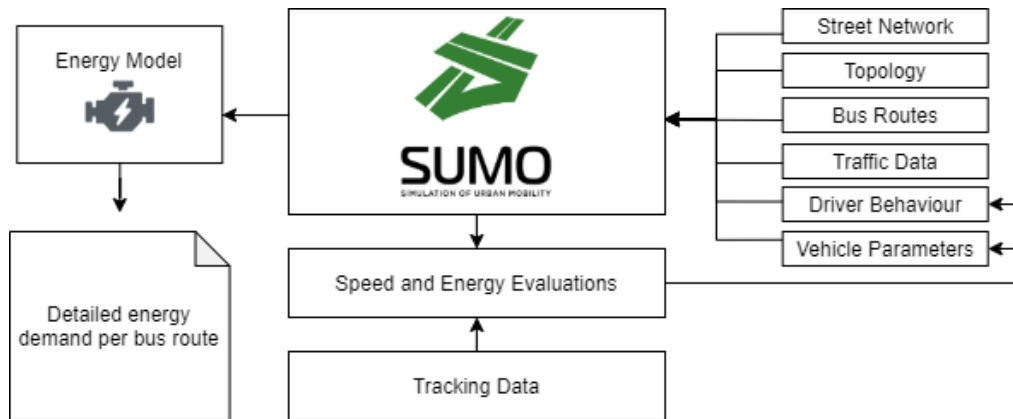 Energy Model
SUMO
SIMULATION OF URBAN MOBILITY
Street Network
Topology
Bus Routes
Traffic Data
Driver Behaviour
Vehicle Parameters
Speed and Energy Evaluations
Detailed energy
demand per bus route
Tracking Data